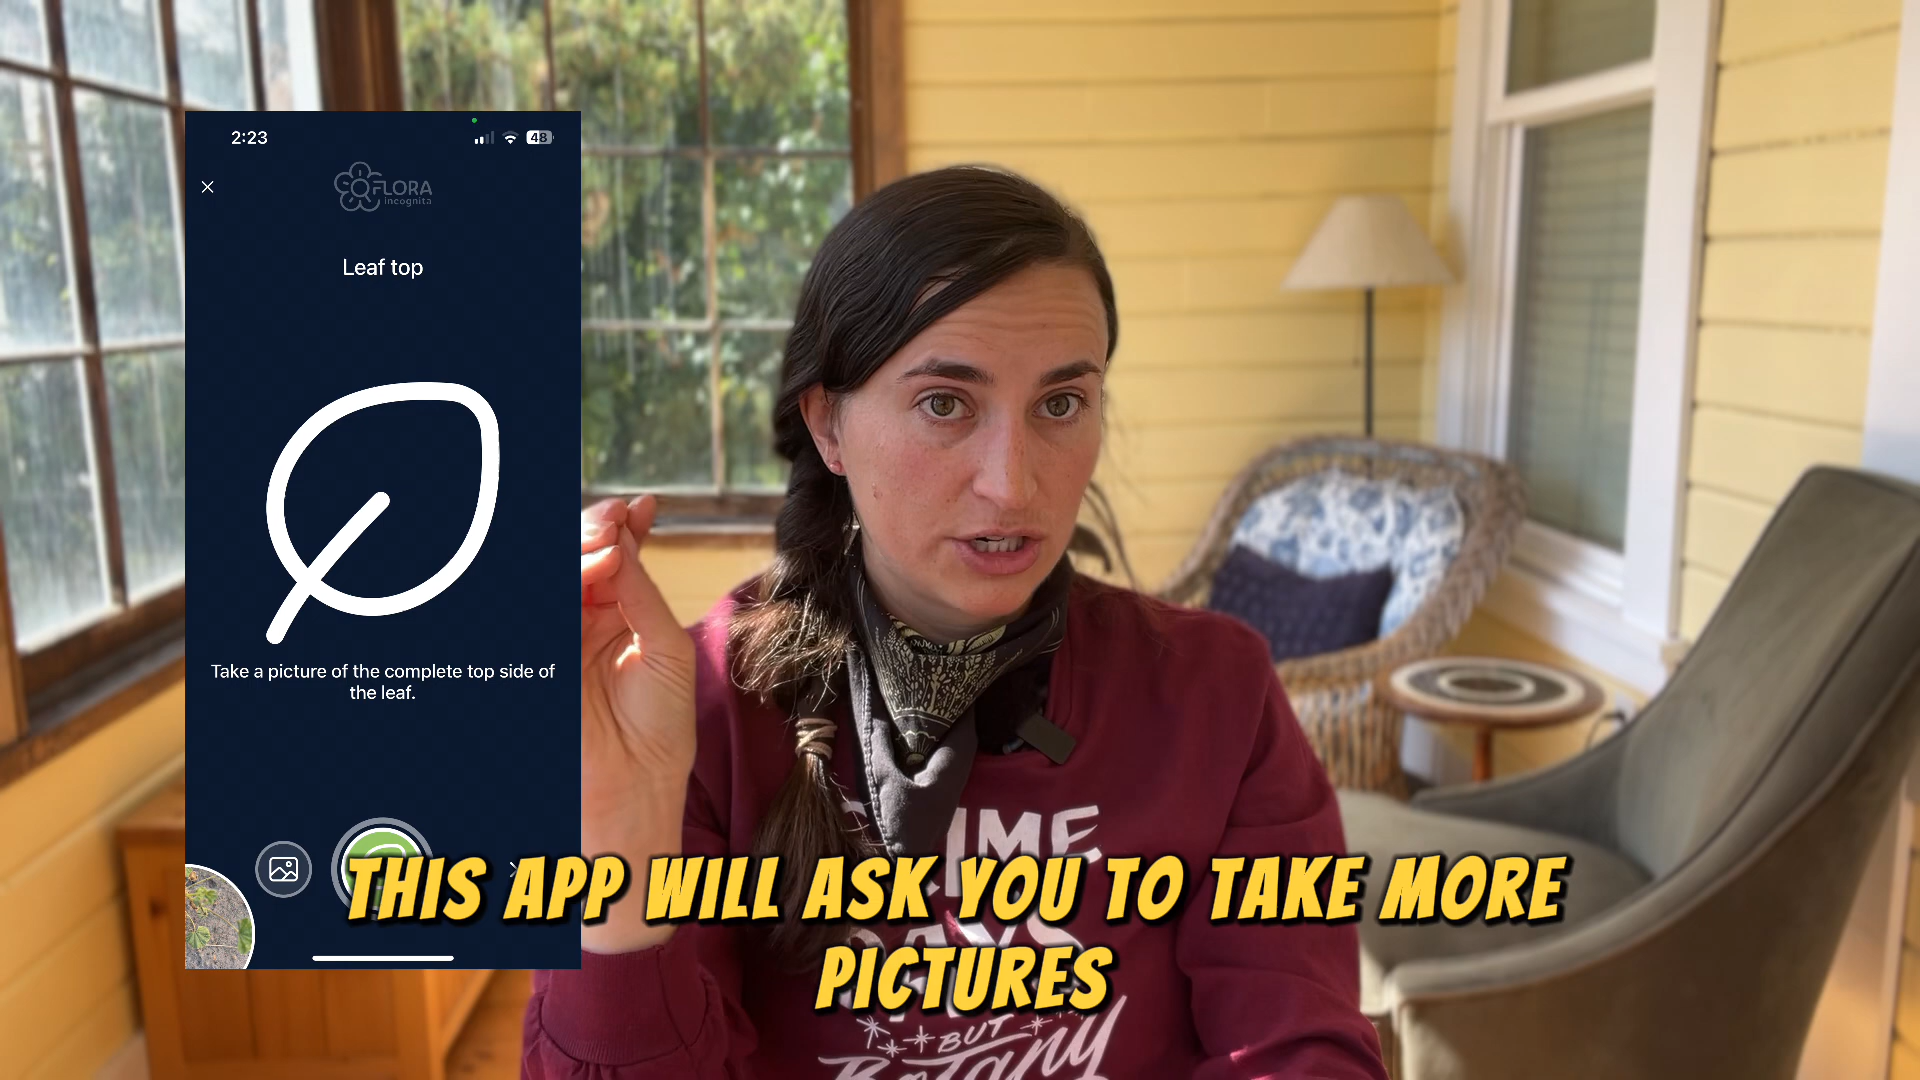 2:23
48
FLORA
incognita
Leaf top
Take a picture of the complete top side of
the leaf.
THIS APP WILL ASK YOU TO TAKE MORE
PICTURES
BUT
Botany